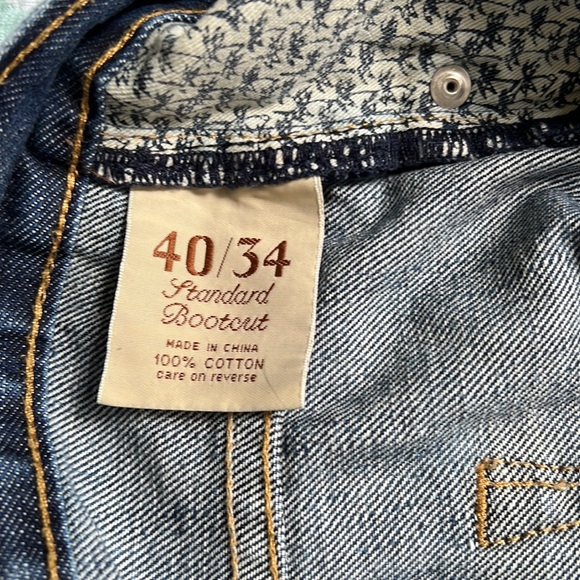 40/34
Standard
Bootcut
MADE IN CHINA
100% COTTON
care on reverse